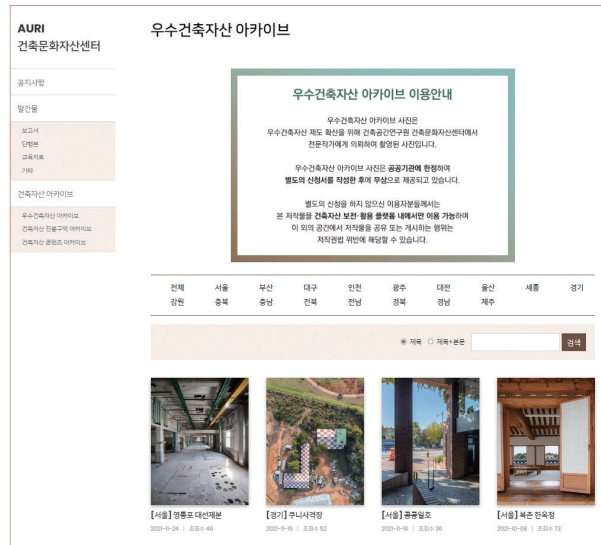 AURI
건축문화자산센터
공지사항
발간물
보고서
단행본
교육자료
기타
건축자산 아카이브
우수건축자산 아카이브
건축자산 진흥구역 아카이브
건축자산 콘텐츠 아카이브
우수건축자산 아카이브
우수건축자산 아카이브 이용안내
우수건축자산 아카이브 사진은
우수건축자산 제도 확산을 위해 건축공간연구원 건축문화자산센터에서
전문작가에게 의뢰하여 촬영된 사진입니다.
우수건축자산 아카이브 사진은 공공기관에 한정하여
별도의 신청서를 작성한 후에 무상으로 제공되고 있습니다.
별도의 신청을 하지 않으신 이용자분들께서는
본 저작물을 건축자산 보전·활용 플랫폼 내에서만 이용 가능하며
이 외의 공간에서 저작물을 공유 또는 게시하는 행위는
저작권법 위반에 해당할 수 있습니다.
전체 서울 부산 대구 인천 광주 대전 울산 세종 경기
강원 충북 충남 전북 전남 경북 경남 제주
제목 제목+본문 검색
[서울] 영등포 대선제분 [경기] 쿠니사격장 [서울] 공공일호 [서울] 북촌 한옥청
2021-11-24 | 조회수 48 2021-11-16 | 조회수 52 2021-11-16 | 조회수 36 2021-10-08 | 조회수 73